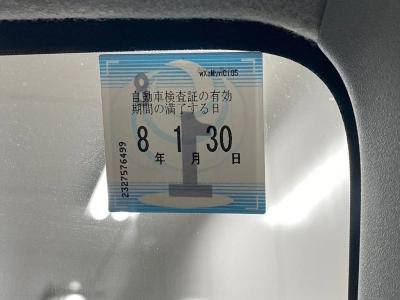 wXaMynCi05
自動車検査証の有効
期間の満了する日
8 1 30
年 月 日
2327576499